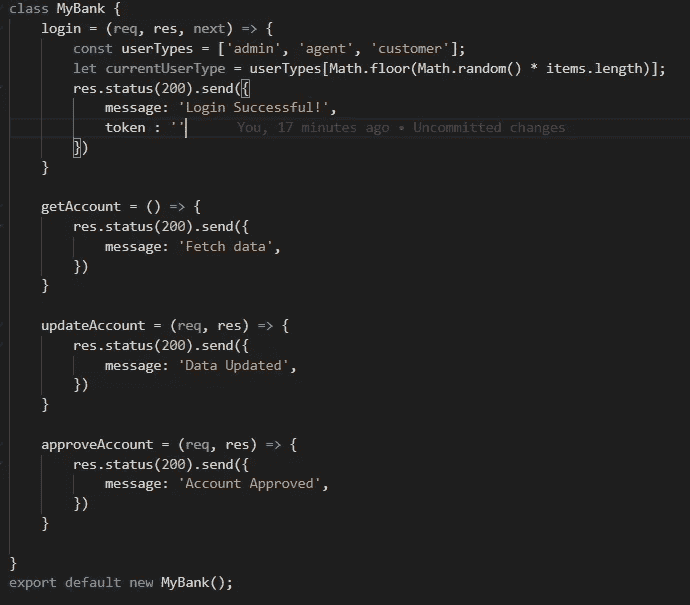 class MyBank {
    login = (req, res, next) => {
        const userTypes = ['admin', 'agent', 'customer'];
        let currentUserType = userTypes[Math.floor(Math.random() * items.length)];
        res.status(200).send({
            message: 'Login Successful!',
            token : ''      You, 17 minutes ago • Uncommitted changes
        })
    }
    getAccount = () => {
        res.status(200).send({
            message: 'Fetch data',
        })
    }
    updateAccount = (req, res) => {
        res.status(200).send({
            message: 'Data Updated',
        })
    }
    approveAccount = (req, res) => {
        res.status(200).send({
            message: 'Account Approved',
        })
    }
}
export default new MyBank();